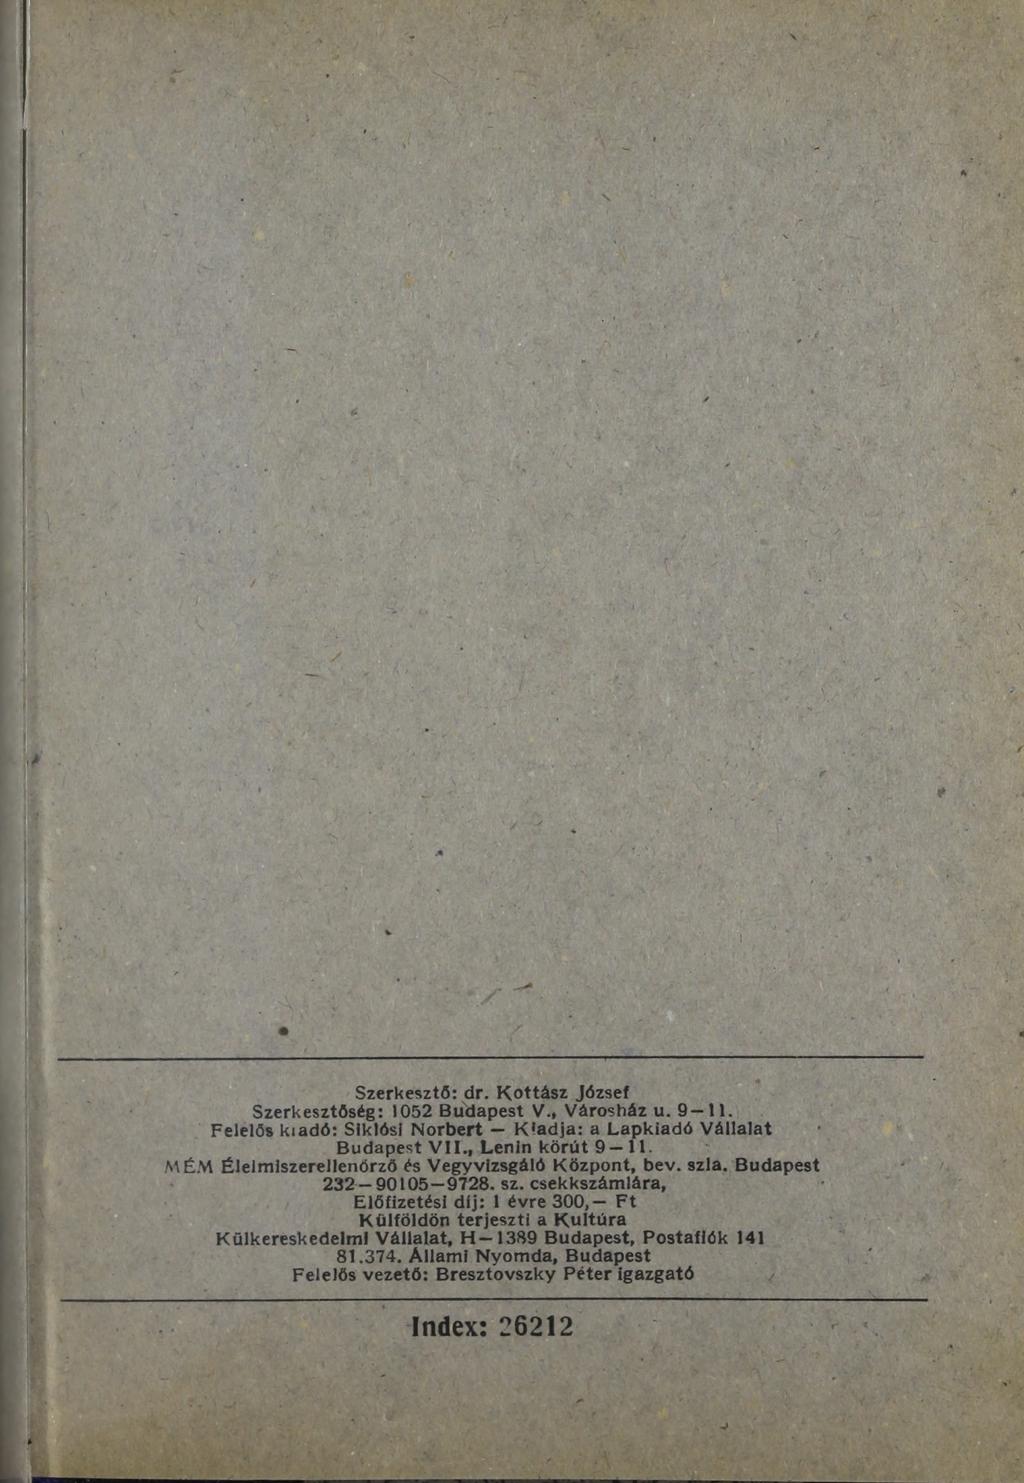 Szerkesztő: dr. Kottász József
Szerkesztőség: 1052 Budapest V., Városház u. 9—11.
Felelős kiadó: Siklósi Norbert — Kiadja: a Lapkiadó Vállalat
Budapest VII., Lenin körút 9—11.
MÉM Élelmiszerellenőrző és Vegyvizsgáló Központ, bev. szla. Budapest
232—90105—9728. sz. csekkszámlára,
Előfizetési díj: 1 évre 300,— Ft
Külföldön terjeszti a Kultúra
Külkereskedelmi Vállalat, H—1389 Budapest, Postafiók 141
81.374. Állami Nyomda, Budapest
Felelős vezető: Bresztovszky Péter igazgató
Index: 26212